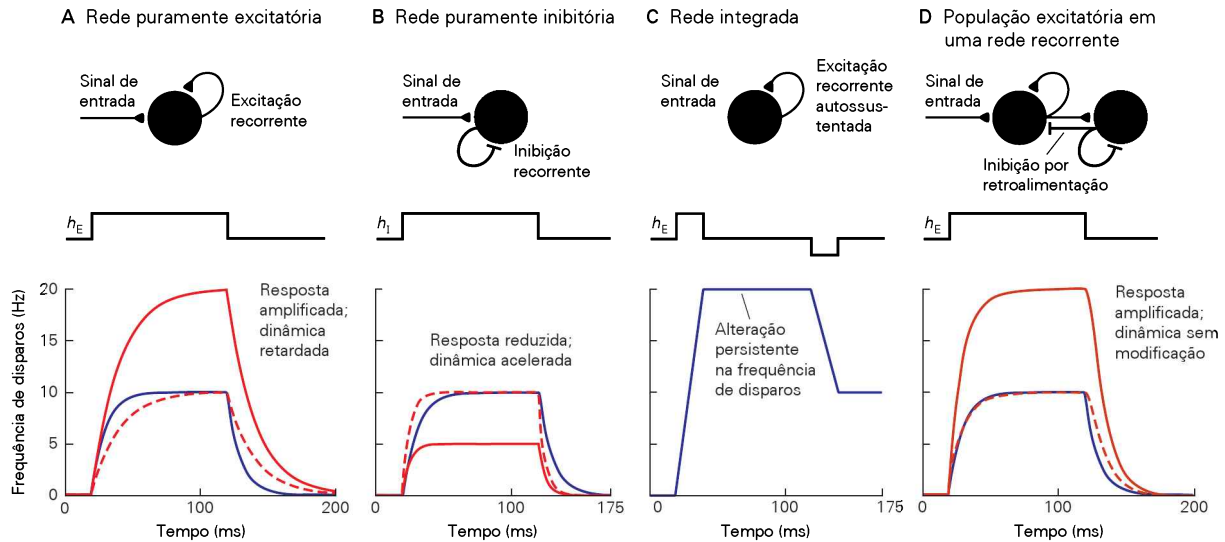 A Rede puramente excitatória
Sinal de
entrada
Excitação
recorrente
h_E
Frequência de disparos (Hz)
20
15
10
5
0
Resposta
amplificada;
dinâmica
retardada
0
100
200
Tempo (ms)
B Rede puramente inibitória
Sinal de
entrada
Inibição
recorrente
h_I
Resposta reduzida;
dinâmica acelerada
0
100
175
Tempo (ms)
C Rede integrada
Sinal de
entrada
Excitação
recorrente
autossus-
tentada
h_E
Alteração
persistente
na frequência
de disparos
0
100
175
Tempo (ms)
D População excitatória em
uma rede recorrente
Sinal de
entrada
Inibição por
retroalimentação
h_E
Resposta
amplificada;
dinâmica sem
modificação
0
100
200
Tempo (ms)